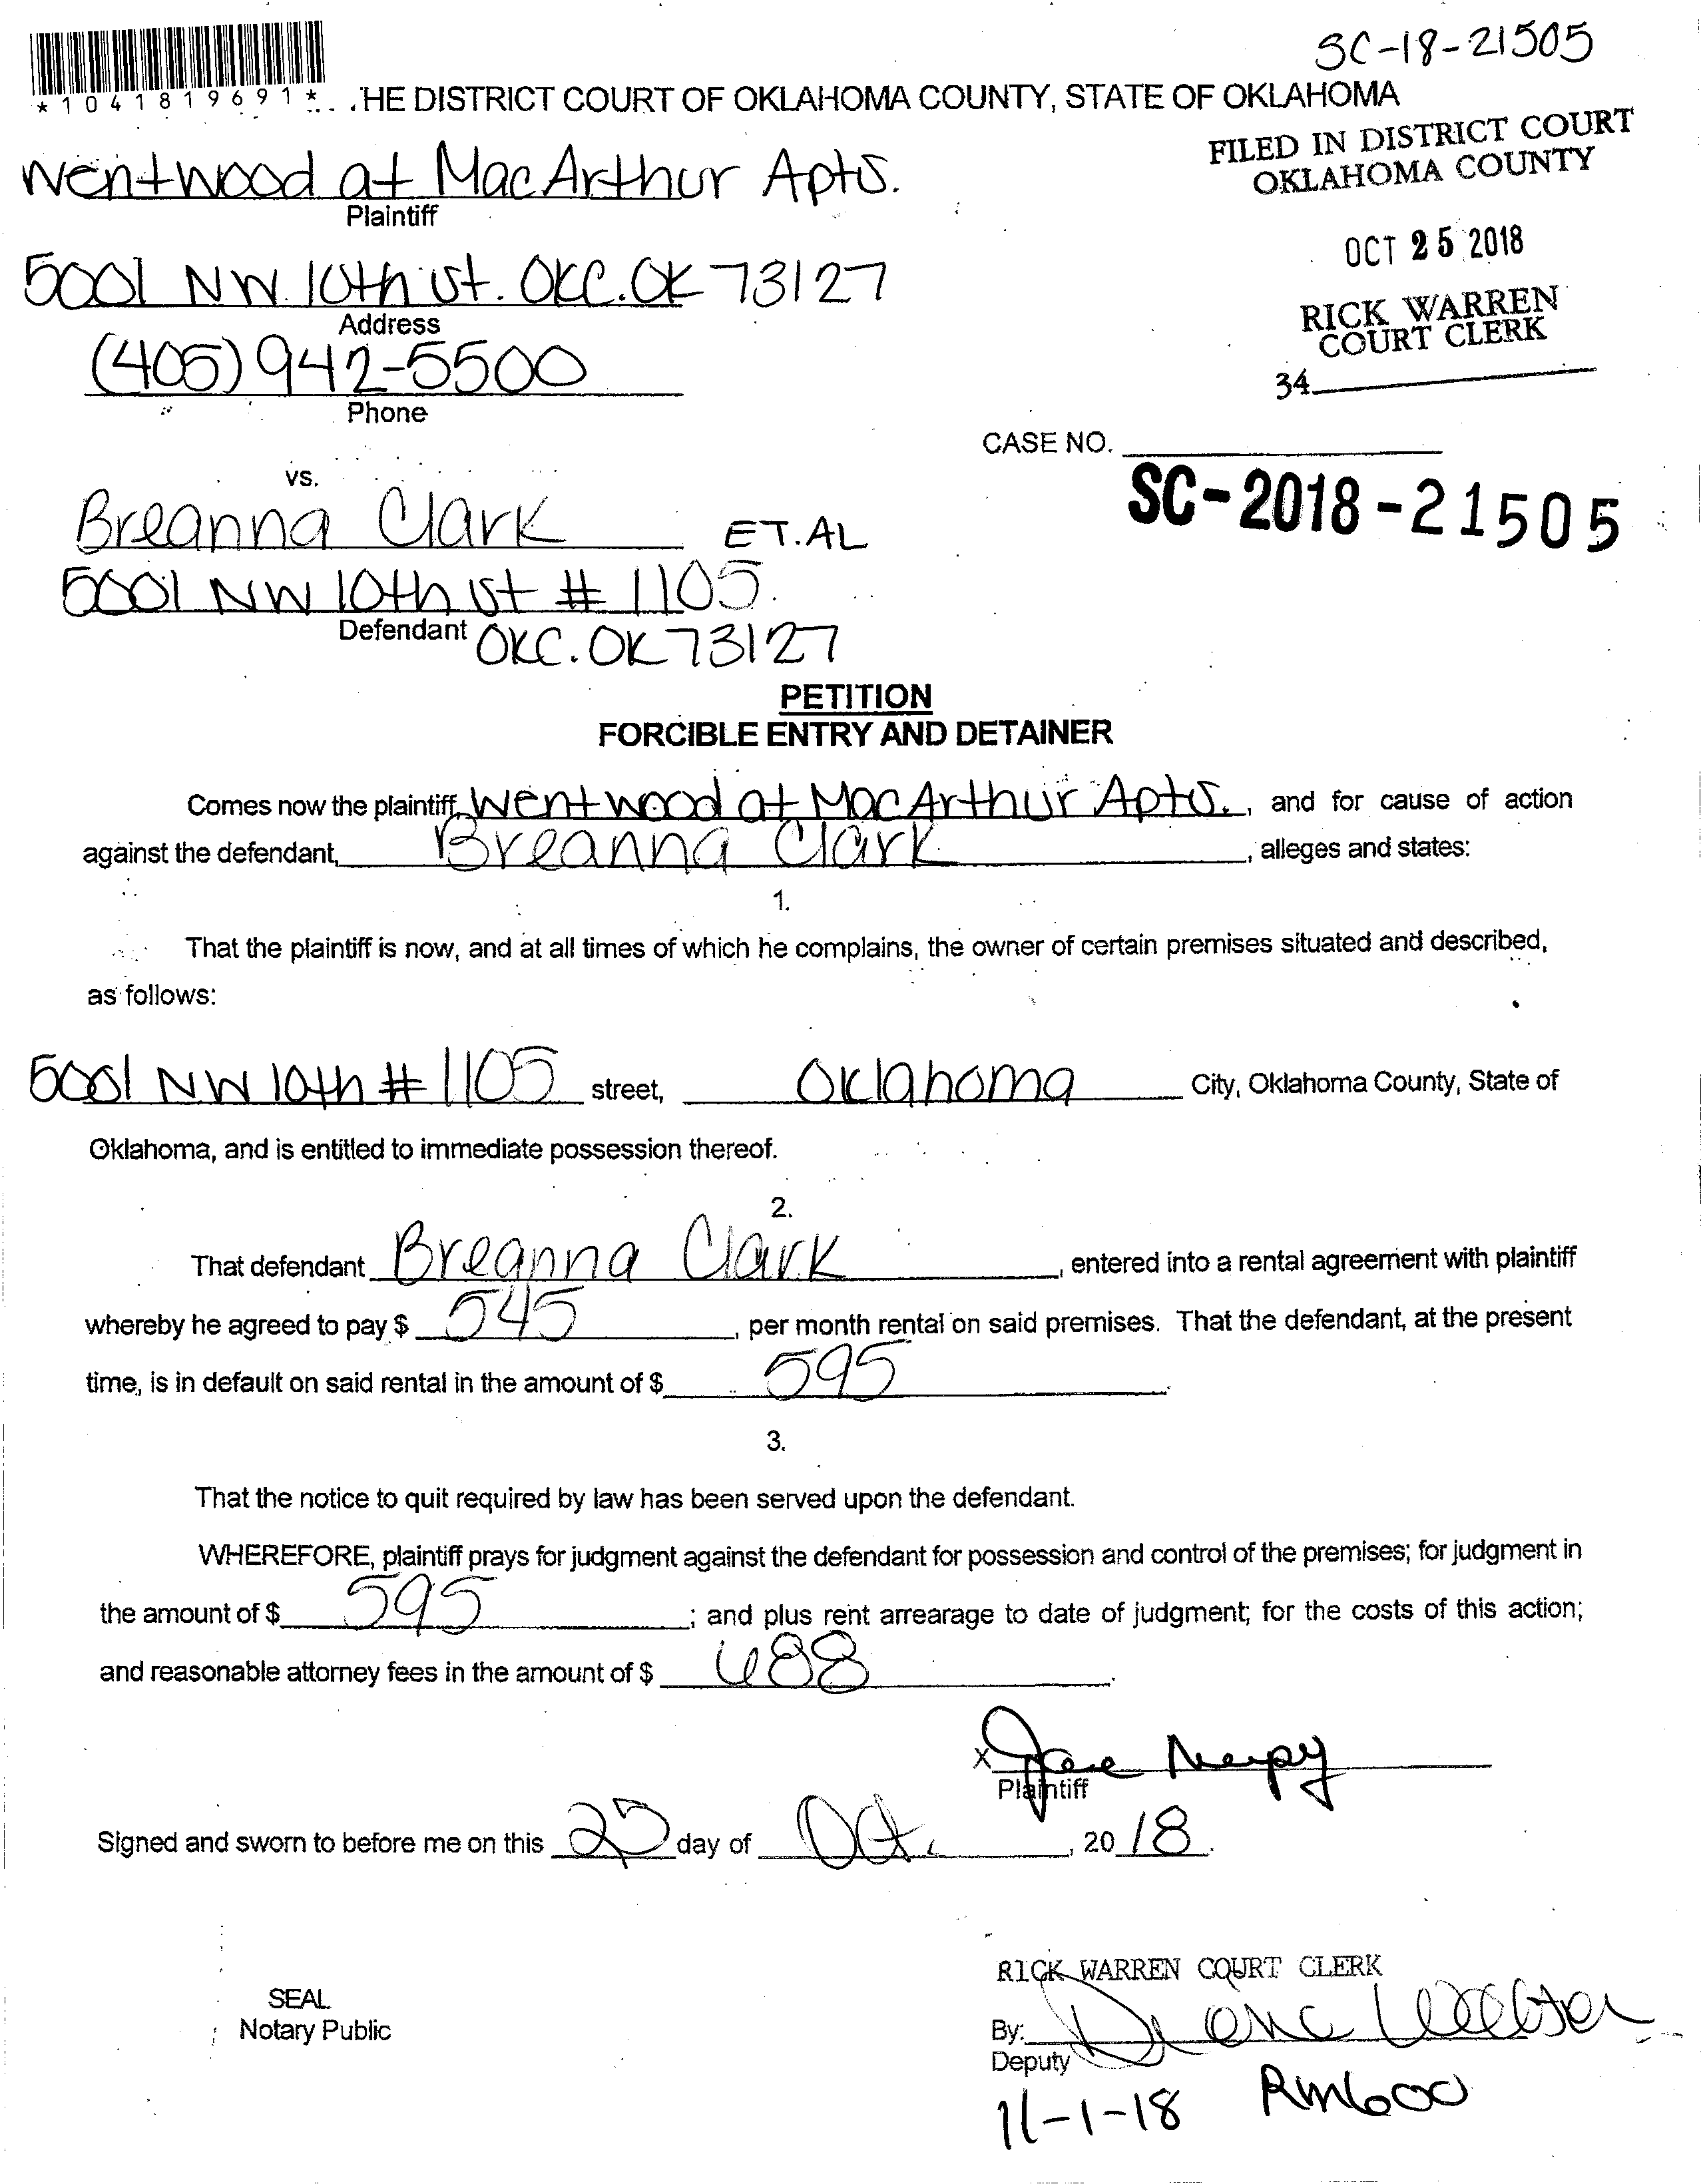 SC-18-21505
*1041819691* . . .HE DISTRICT COURT OF OKLAHOMA COUNTY, STATE OF OKLAHOMA
FILED IN DISTRICT COURT
OKLAHOMA COUNTY
Wentwood at MacArthur Apts.
Plaintiff
OCT 25 2018
5001 NW 10th St. OKC. OK 73127
Address
RICK WARREN
COURT CLERK
(405) 942-5500
34
Phone
CASE NO.
vs.
SC-2018-21505
Breanna Clark ET.AL
5001 NW 10th St # 1105
Defendant OKC. OK 73127
PETITION
FORCIBLE ENTRY AND DETAINER
Comes now the plaintiff, Wentwood at MacArthur Apts., and for cause of action
against the defendant, Breanna Clark, alleges and states:
1.
That the plaintiff is now, and at all times of which he complains, the owner of certain premises situated and described,
as follows:
5001 NW 10th # 1105 street, Oklahoma City, Oklahoma County, State of
Oklahoma, and is entitled to immediate possession thereof.
2.
That defendant Breanna Clark, entered into a rental agreement with plaintiff
whereby he agreed to pay $ 545, per month rental on said premises. That the defendant, at the present
time, is in default on said rental in the amount of $ 595.
3.
That the notice to quit required by law has been served upon the defendant.
WHEREFORE, plaintiff prays for judgment against the defendant for possession and control of the premises; for judgment in
the amount of $ 595; and plus rent arrearage to date of judgment; for the costs of this action;
and reasonable attorney fees in the amount of $ 688.
X
Plaintiff
Signed and sworn to before me on this 25 day of Oct., 20 18.
RICK WARREN COURT CLERK
SEAL
Notary Public
By: Diane Webster
Deputy
11-1-18 Rm600